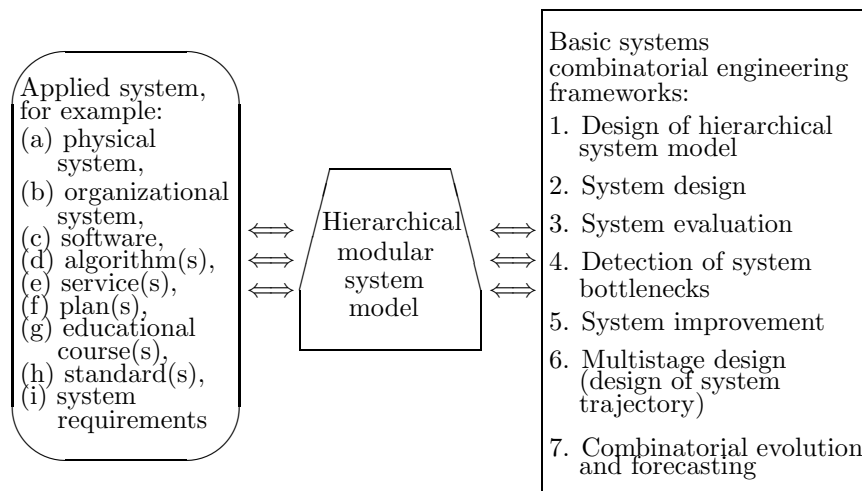 Applied system,
for example:
(a) physical
system,
(b) organizational
system,
(c) software,
(d) algorithm(s),
(e) service(s),
(f) plan(s),
(g) educational
course(s),
(h) standard(s),
(i) system
requirements
⇐⇒
⇐⇒
⇐⇒
Hierarchical
modular
system
model
⇐⇒
⇐⇒
⇐⇒
Basic systems
combinatorial engineering
frameworks:
1. Design of hierarchical
system model
2. System design
3. System evaluation
4. Detection of system
bottlenecks
5. System improvement
6. Multistage design
(design of system
trajectory)
7. Combinatorial evolution
and forecasting